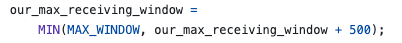 our_max_receiving_window =
MIN(MAX_WINDOW, our_max_receiving_window + 500);